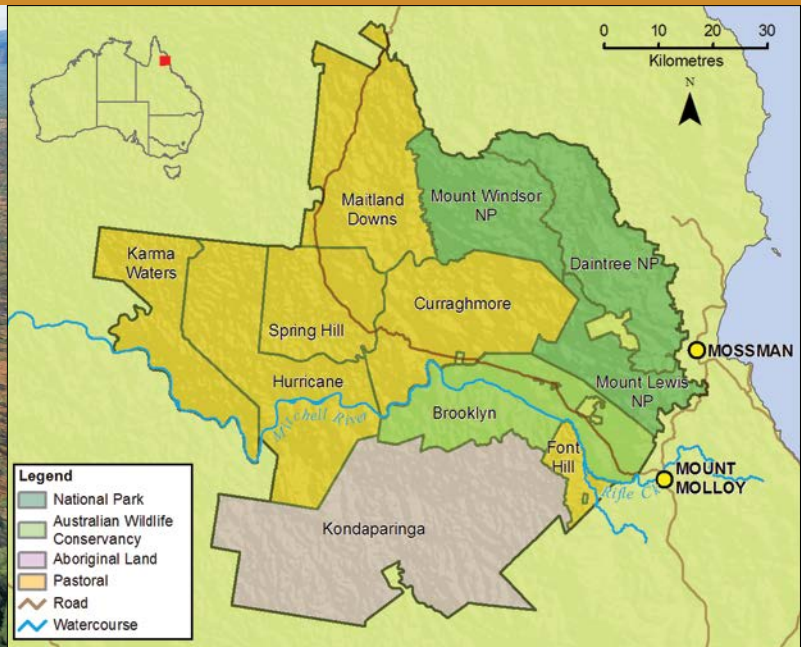 0 10 20 30
Kilometres
N
Maitland
Downs
Mount Windsor
NP
Karma
Waters
Daintree NP
Curraghmore
Spring Hill
MOSSMAN
Hurricane
Mount Lewis
NP
Mitchell River
Brooklyn
Font
Hill
MOUNT
MOLLOY
Rifle Ck
Kondaparinga
Legend
National Park
Australian Wildlife
Conservancy
Aboriginal Land
Pastoral
Road
Watercourse